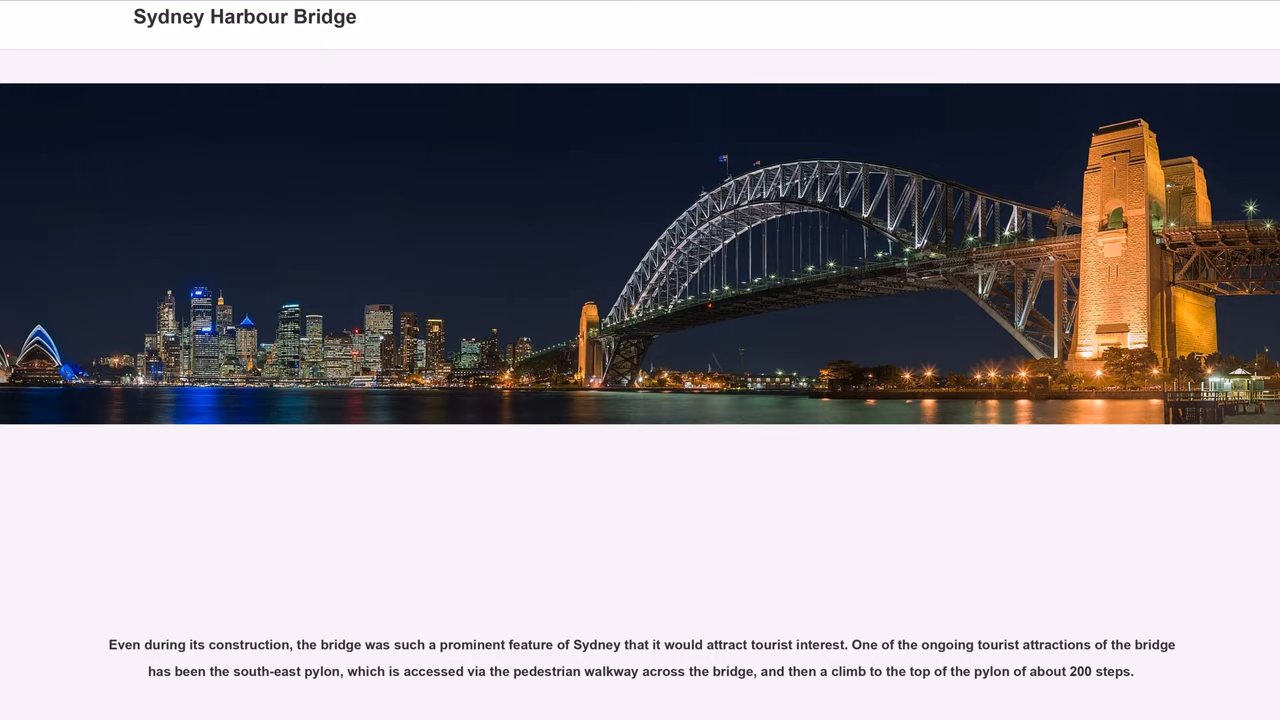 Sydney Harbour Bridge
Even during its construction, the bridge was such a prominent feature of Sydney that it would attract tourist interest. One of the ongoing tourist attractions of the bridge
has been the south-east pylon, which is accessed via the pedestrian walkway across the bridge, and then a climb to the top of the pylon of about 200 steps.